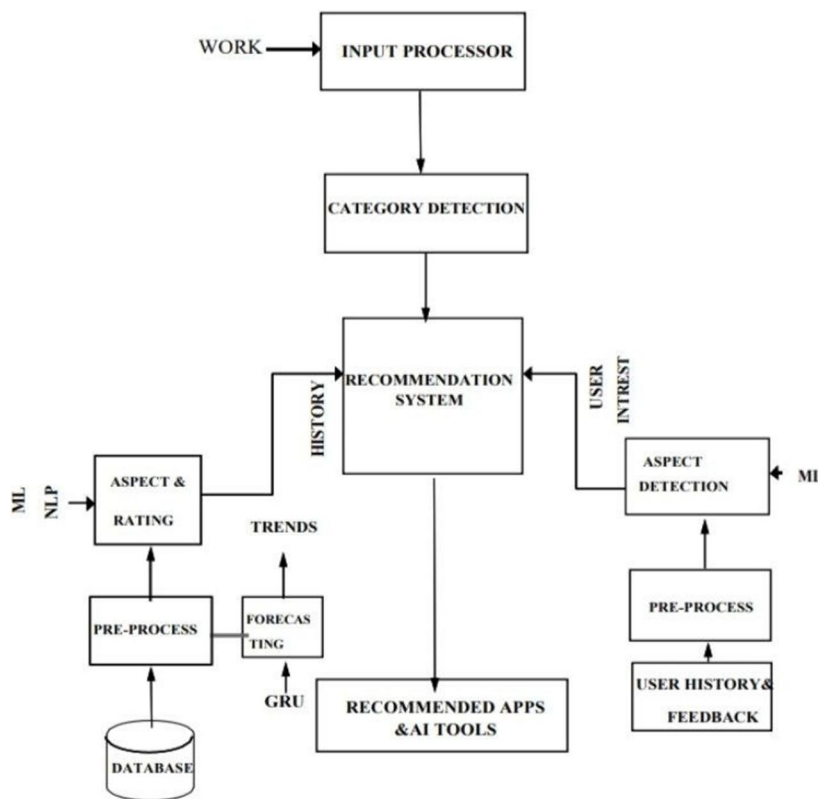 WORK
INPUT PROCESSOR
CATEGORY DETECTION
RECOMMENDATION
SYSTEM
HISTORY
USER
INTREST
ASPECT &
RATING
ML
NLP
ASPECT
DETECTION
ML
TRENDS
PRE-PROCESS
FORECAS
TING
GRU
PRE-PROCESS
USER HISTORY&
FEEDBACK
RECOMMENDED APPS
&AI TOOLS
DATABASE